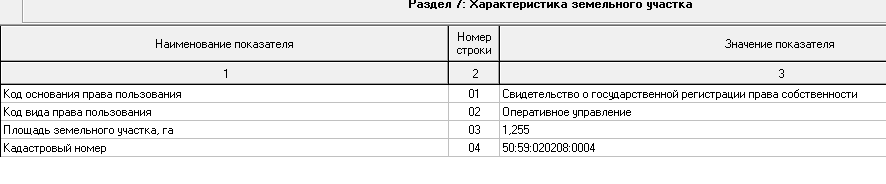 Раздел 7: Характеристика земельного участка
Наименование показателя Номер строки Значение показателя
1 2 3
Код основания права пользования 01 Свидетельство о государственной регистрации права собственности
Код вида права пользования 02 Оперативное управление
Площадь земельного участка, га 03 1,255
Кадастровый номер 04 50:59:020208:0004